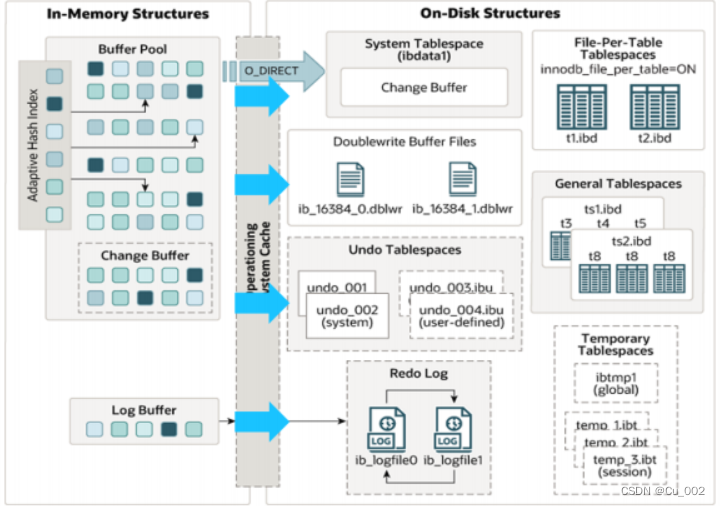 In-Memory Structures
On-Disk Structures
Buffer Pool
Adaptive Hash Index
Change Buffer
Log Buffer
O_DIRECT
System Cache
System Tablespace
(ibdata1)
Change Buffer
Doublewrite Buffer Files
ib_16384_0.dblwr
ib_16384_1.dblwr
Undo Tablespaces
undo_001
undo_002
(system)
undo_003.ibu
undo_004.ibu
(user-defined)
Redo Log
LOG
LOG
ib_logfile0
ib_logfile1
File-Per-Table
Tablespaces
innodb_file_per_table=ON
t1.ibd
t2.ibd
General Tablespaces
ts1.ibd
t3 t4 t5
ts2.ibd
t8 t8 t8
Temporary
Tablespaces
ibtmp1
(global)
temp_1.ibt
temp_2.ibt
temp_3.ibt
(session)
CSDN @Cu_002